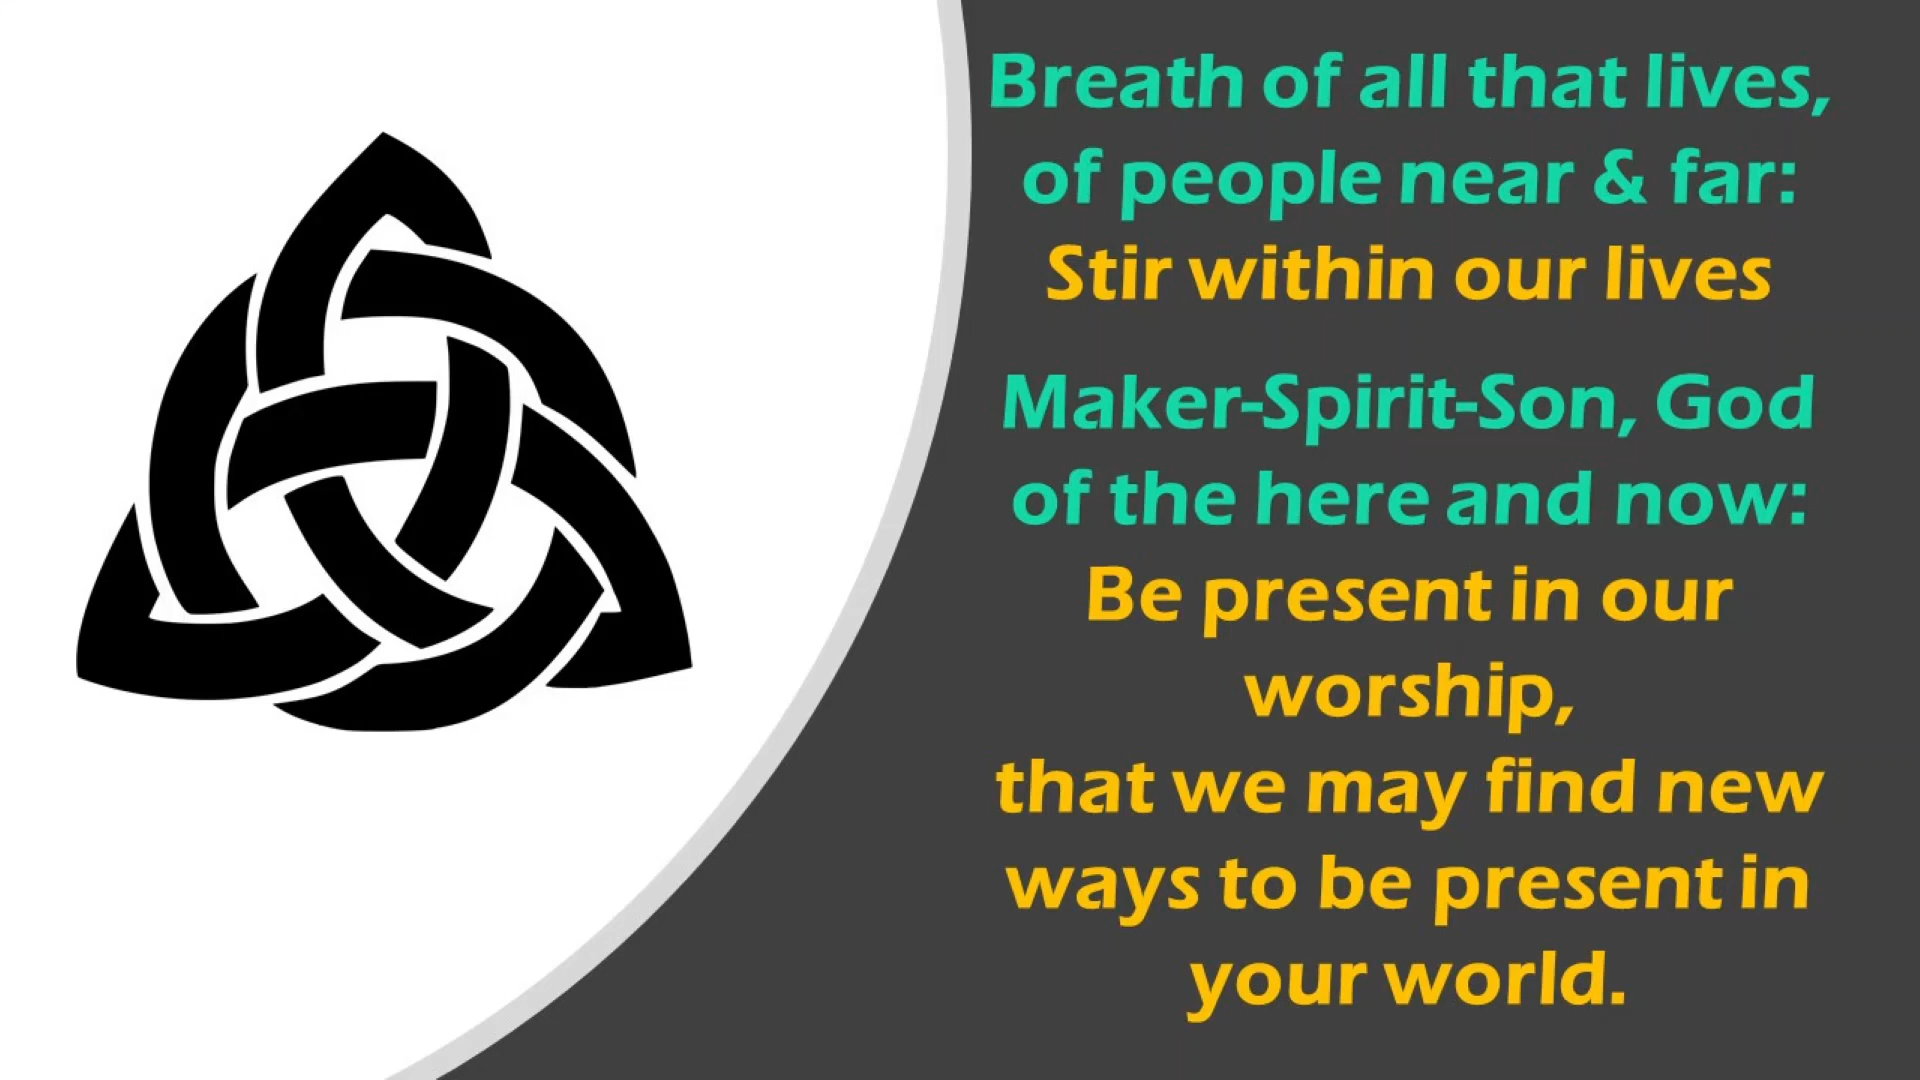 Breath of all that lives,
of people near & far:
Stir within our lives
Maker-Spirit-Son, God
of the here and now:
Be present in our
worship,
that we may find new
ways to be present in
your world.